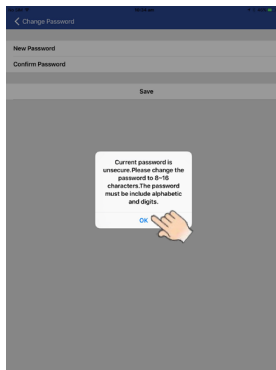 Change Password
New Password
Confirm Password
Save
Current password is
unsecure.Please change the
password to 8~16
characters.The password
must be include alphabetic
and digits.
OK